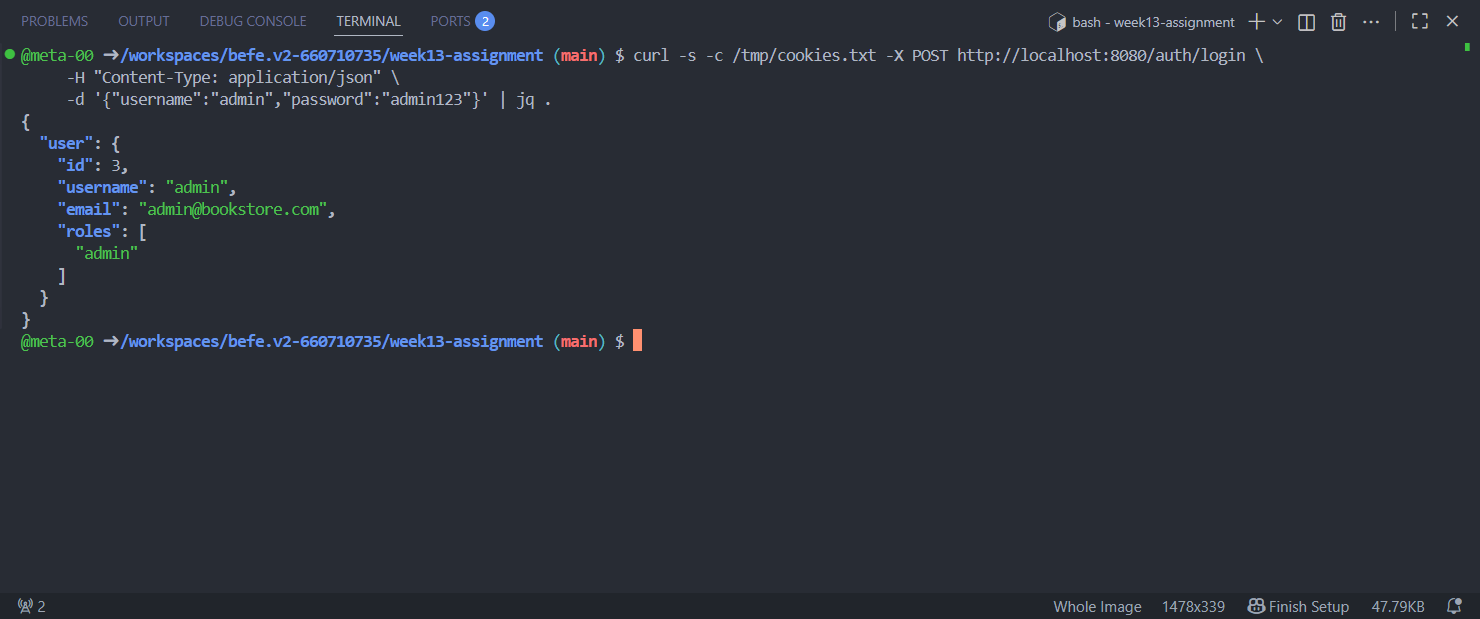 PROBLEMS OUTPUT DEBUG CONSOLE TERMINAL PORTS 2 bash - week13-assignment
@meta-00 ➜/workspaces/befe.v2-660710735/week13-assignment (main) $ curl -s -c /tmp/cookies.txt -X POST http://localhost:8080/auth/login \
-H "Content-Type: application/json" \
-d '{"username":"admin","password":"admin123"}' | jq .
{
"user": {
"id": 3,
"username": "admin",
"email": "admin@bookstore.com",
"roles": [
"admin"
]
}
}
@meta-00 ➜/workspaces/befe.v2-660710735/week13-assignment (main) $
2 Whole Image 1478x339 Finish Setup 47.79KB